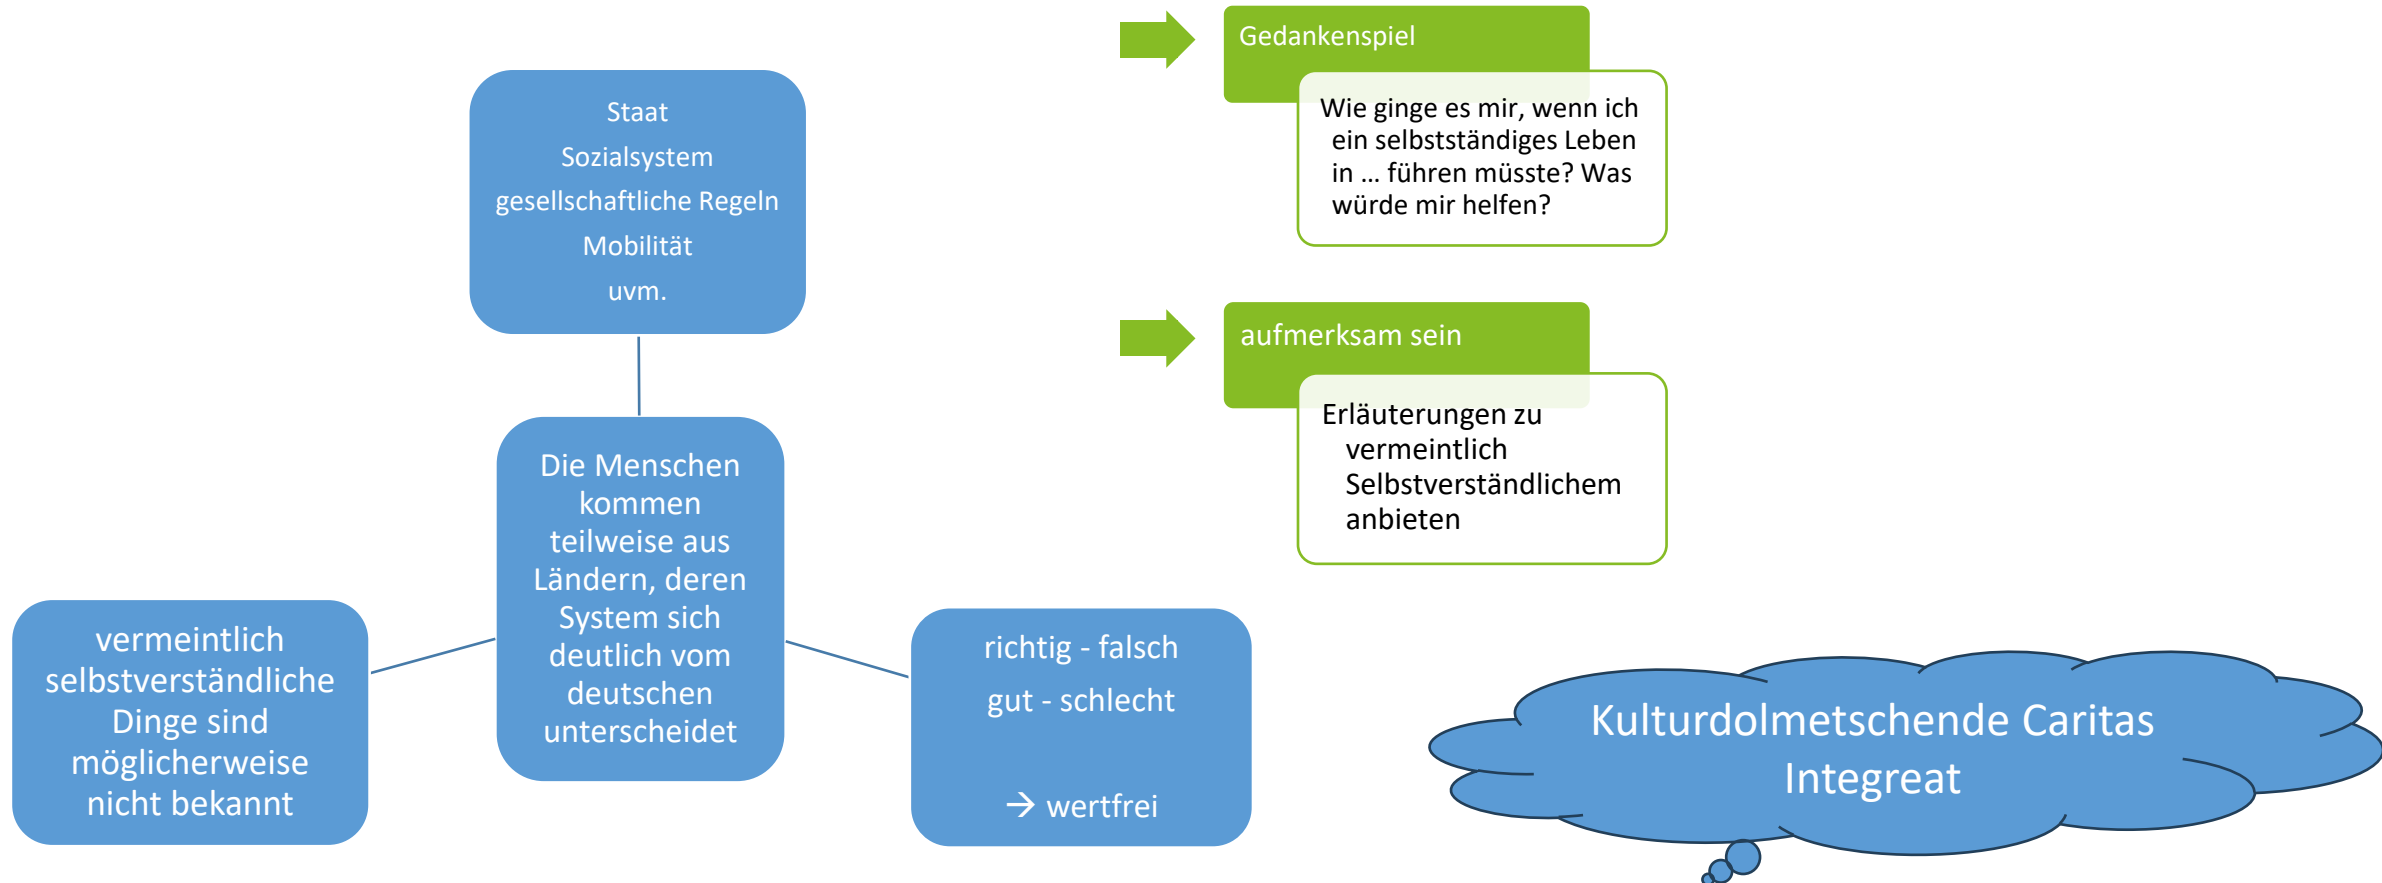 Staat
Sozialsystem
gesellschaftliche Regeln
Mobilität
uvm.
Die Menschen
kommen
teilweise aus
Ländern, deren
System sich
deutlich vom
deutschen
unterscheidet
vermeintlich
selbstverständliche
Dinge sind
möglicherweise
nicht bekannt
richtig - falsch
gut - schlecht
→ wertfrei
Gedankenspiel
Wie ginge es mir, wenn ich
ein selbstständiges Leben
in ... führen müsste? Was
würde mir helfen?
aufmerksam sein
Erläuterungen zu
vermeintlich
Selbstverständlichem
anbieten
Kulturdolmetschende Caritas
Integreat